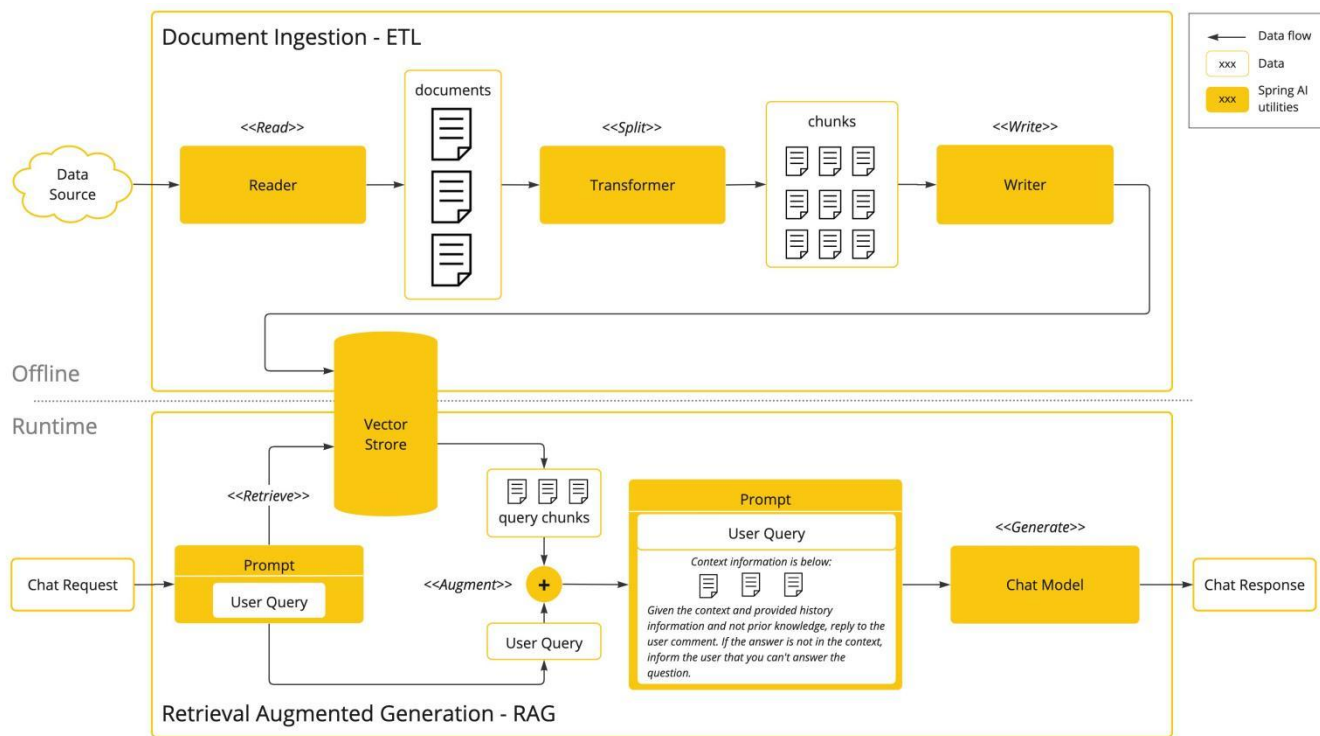 Document Ingestion - ETL
Data flow
xxx
Data
xxx
Spring AI
utilities
documents
chunks
<<Read>>
<<Split>>
<<Write>>
Data
Source
Reader
Transformer
Writer
Offline
Runtime
Vector
Strore
<<Retrieve>>
query chunks
Prompt
User Query
Context information is below:
Given the context and provided history
information and not prior knowledge, reply to the
user comment. If the answer is not in the context,
inform the user that you can't answer the
question.
<<Generate>>
Chat Request
Prompt
User Query
<<Augment>>
+
User Query
Chat Model
Chat Response
Retrieval Augmented Generation - RAG